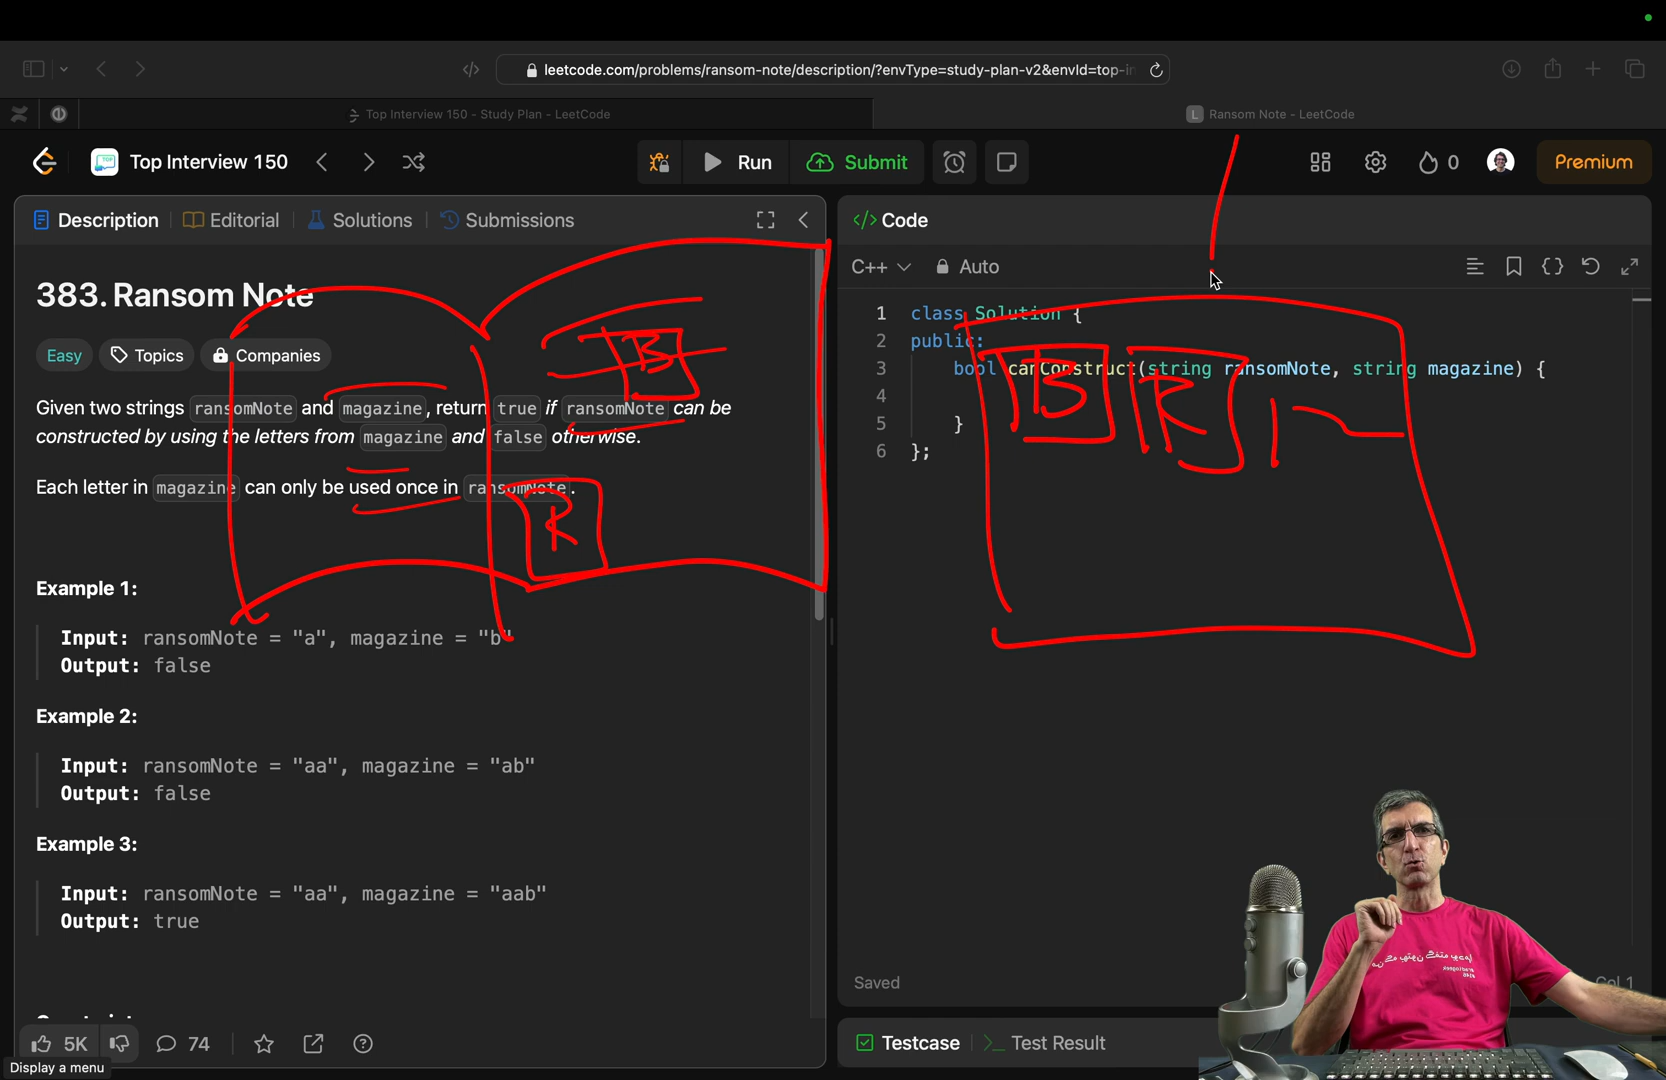 leetcode.com/problems/ransom-note/description/?envType=study-plan-v2&envId=top-in
Top Interview 150 - Study Plan - LeetCode
L Ransom Note - LeetCode
Top Interview 150
Run
Submit
0
Premium
Description
Editorial
Solutions
Submissions
383. Ransom Note
Easy
Topics
Companies
Given two strings ransomNote and magazine, return true if ransomNote can be
constructed by using the letters from magazine and false otherwise.
Each letter in magazine can only be used once in ransomNote.
B
R
Example 1:
Input: ransomNote = "a", magazine = "b"
Output: false
Example 2:
Input: ransomNote = "aa", magazine = "ab"
Output: false
Example 3:
Input: ransomNote = "aa", magazine = "aab"
Output: true
5K
74
Display a menu
</> Code
C++
Auto
1 class Solution {
2 public:
3 bool canConstruct(string ransomNote, string magazine) {
4
5 }
6 };
B R
Saved
Col 1
Testcase
Test Result